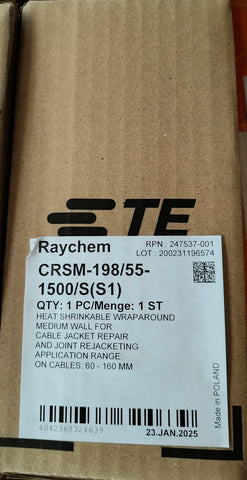 TE
Raychem
RPN : 247537-001
LOT : 200231196574
CRSM-198/55-
1500/S(S1)
QTY: 1 PC/Menge: 1 ST
HEAT SHRINKABLE WRAPAROUND
MEDIUM WALL FOR
CABLE JACKET REPAIR
AND JOINT REJACKETING
APPLICATION RANGE:
ON CABLES: 60 - 160 MM
Made in POLAND
4042368324639
23.JAN.2025